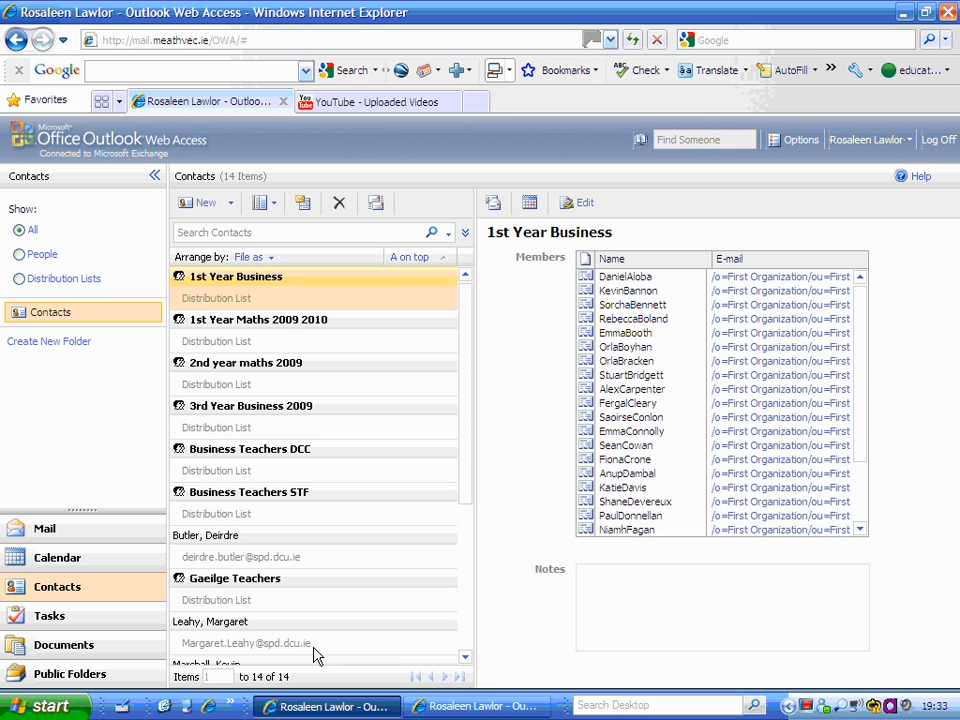 Rosaleen Lawlor - Outlook Web Access - Windows Internet Explorer
http://mail.meathvec.ie/OWA/#
Google
Google
Search
Bookmarks
Check
Translate
AutoFill
educat...
Favorites
Rosaleen Lawlor - Outloo...
YouTube - Uploaded Videos
Microsoft
Office Outlook Web Access
Connected to Microsoft Exchange
Find Someone
Options
Rosaleen Lawlor
Log Off
Contacts
Contacts (14 Items)
Help
Show:
All
People
Distribution Lists
Contacts
Create New Folder
Mail
Calendar
Contacts
Tasks
Documents
Public Folders
New
Search Contacts
Arrange by: File as
A on top
1st Year Business
Distribution List
1st Year Maths 2009 2010
Distribution List
2nd year maths 2009
Distribution List
3rd Year Business 2009
Distribution List
Business Teachers DCC
Distribution List
Business Teachers STF
Distribution List
Butler, Deirdre
deirdre.butler@spd.dcu.ie
Gaeilge Teachers
Distribution List
Leahy, Margaret
Margaret.Leahy@spd.dcu.ie
Marshall, Kevin
Items 1 to 14 of 14
Edit
1st Year Business
Members
Name E-mail
DanielAloba /o=First Organization/ou=First
KevinBannon /o=First Organization/ou=First
SorchaBennett /o=First Organization/ou=First
RebeccaBoland /o=First Organization/ou=First
EmmaBooth /o=First Organization/ou=First
OrlaBoyhan /o=First Organization/ou=First
OrlaBracken /o=First Organization/ou=First
StuartBridgett /o=First Organization/ou=First
AlexCarpenter /o=First Organization/ou=First
FergalCleary /o=First Organization/ou=First
SaoirseConlon /o=First Organization/ou=First
EmmaConnolly /o=First Organization/ou=First
SeanCowan /o=First Organization/ou=First
FionaCrone /o=First Organization/ou=First
AnupDambal /o=First Organization/ou=First
KatieDavis /o=First Organization/ou=First
ShaneDevereux /o=First Organization/ou=First
PaulDonnellan /o=First Organization/ou=First
NiamhFagan /o=First Organization/ou=First
Notes
start
Rosaleen Lawlor - Ou...
Rosaleen Lawlor - Ou...
Search Desktop
19:33